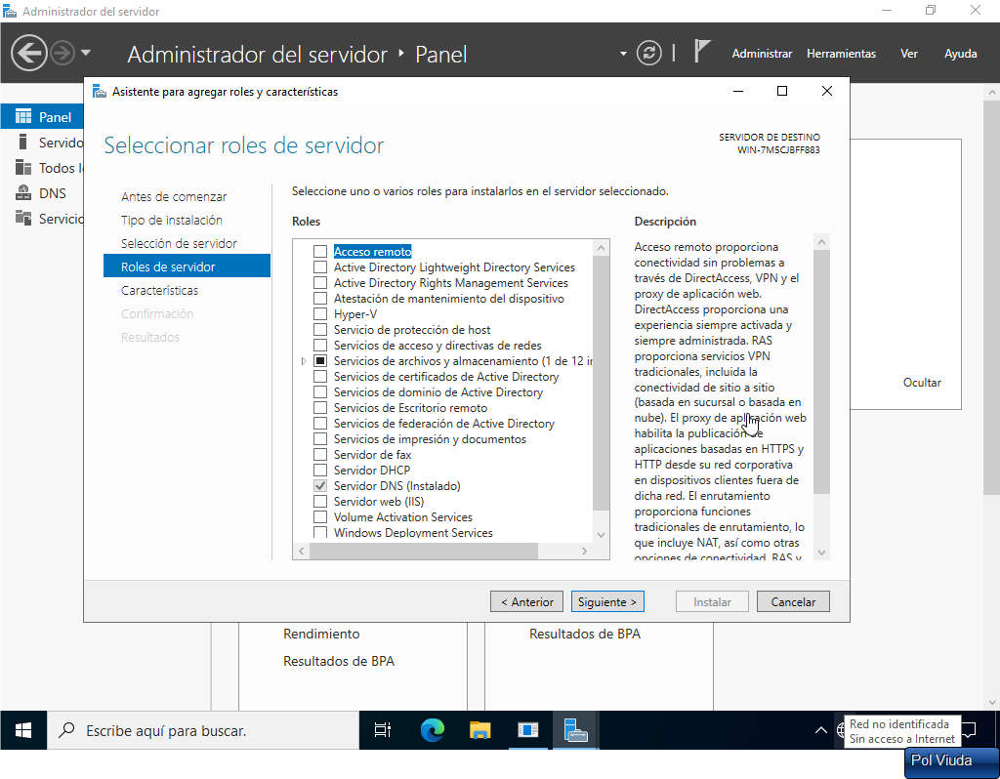 Administrador del servidor
Administrador del servidor
Panel
Administrar
Herramientas
Ver
Ayuda
Asistente para agregar roles y características
Panel
Servido
Todos l
DNS
Servicio
Seleccionar roles de servidor
SERVIDOR DE DESTINO
WIN-7M5CJBFF883
Antes de comenzar
Tipo de instalación
Selección de servidor
Roles de servidor
Características
Confirmación
Resultados
Seleccione uno o varios roles para instalarlos en el servidor seleccionado.
Roles
Acceso remoto
Active Directory Lightweight Directory Services
Active Directory Rights Management Services
Atestación de mantenimiento del dispositivo
Hyper-V
Servicio de protección de host
Servicios de acceso y directivas de redes
Servicios de archivos y almacenamiento (1 de 12 in
Servicios de certificados de Active Directory
Servicios de dominio de Active Directory
Servicios de Escritorio remoto
Servicios de federación de Active Directory
Servicios de impresión y documentos
Servidor de fax
Servidor DHCP
Servidor DNS (Instalado)
Servidor web (IIS)
Volume Activation Services
Windows Deployment Services
Descripción
Acceso remoto proporciona
conectividad sin problemas a
través de DirectAccess, VPN y el
proxy de aplicación web.
DirectAccess proporciona una
experiencia siempre activada y
siempre administrada. RAS
proporciona servicios VPN
tradicionales, incluida la
conectividad de sitio a sitio
(basada en sucursal o basada en
nube). El proxy de aplicación web
habilita la publicación de
aplicaciones basadas en HTTPS y
HTTP desde su red corporativa
en dispositivos clientes fuera de
dicha red. El enrutamiento
proporciona funciones
tradicionales de enrutamiento, lo
que incluye NAT, así como otras
opciones de conectividad. RAS y
Ocultar
< Anterior
Siguiente >
Instalar
Cancelar
Rendimiento
Resultados de BPA
Resultados de BPA
Escribe aquí para buscar.
Red no identificada
Sin acceso a Internet
Pol Viuda